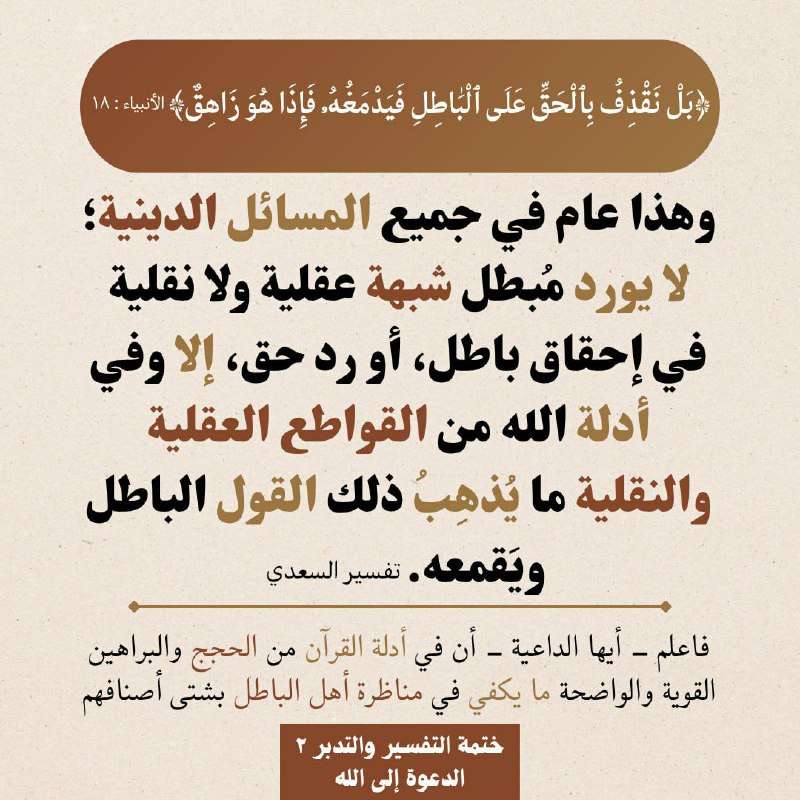 ﴿بَلْ نَقْذِفُ بِٱلْحَقِّ عَلَى ٱلْبَٰطِلِ فَيَدْمَغُهُۥ فَإِذَا هُوَ زَاهِقٌ﴾ الأنبياء : ١٨
وهذا عام في جميع المسائل الدينية؛
لا يورد مُبطل شبهة عقلية ولا نقلية
في إحقاق باطل، أو رد حق، إلا وفي
أدلة الله من القواطع العقلية
والنقلية ما يُذهِبُ ذلك القول الباطل
ويَقمعه. تفسير السعدي
فاعلم – أيها الداعية – أن في أدلة القرآن من الحجج والبراهين
القوية والواضحة ما يكفي في مناظرة أهل الباطل بشتى أصنافهم
ختمة التفسير والتدبر ٢
الدعوة إلى الله